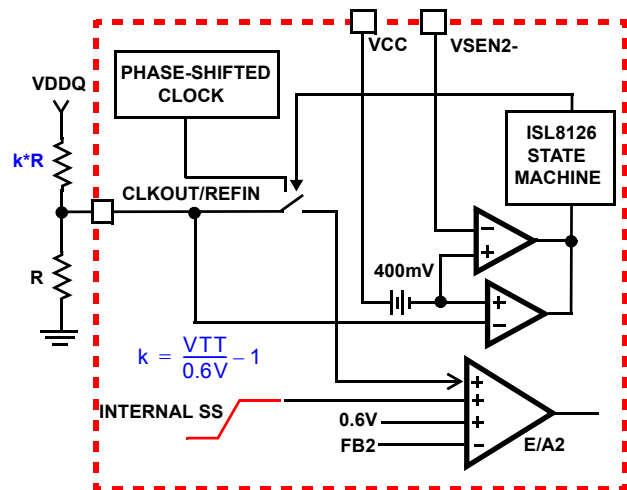 VCC
VSEN2-
PHASE-SHIFTED
CLOCK
VDDQ
k*R
ISL8126
STATE
MACHINE
CLKOUT/REFIN
R
400mV
k = VTT/0.6V – 1
INTERNAL SS
0.6V
FB2
E/A2
− + + − + + + −